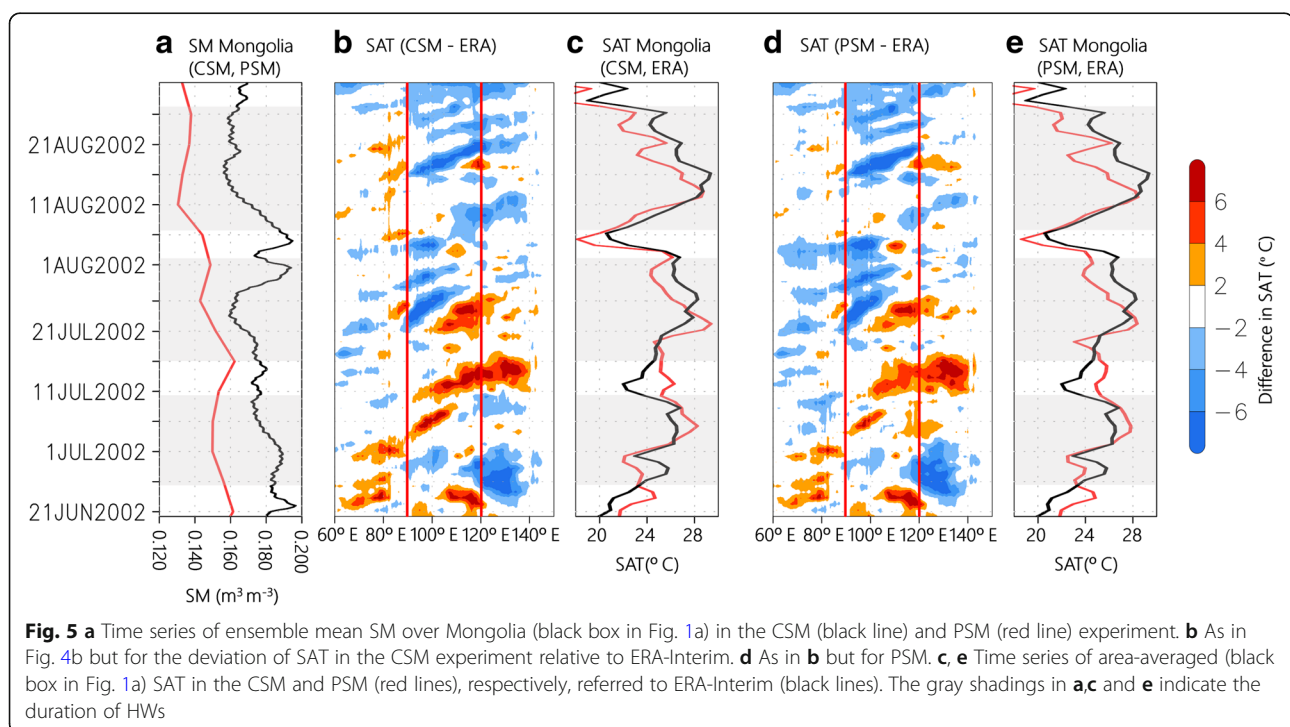 a SM Mongolia
(CSM, PSM)
b SAT (CSM - ERA)
c SAT Mongolia
(CSM, ERA)
d SAT (PSM - ERA)
e SAT Mongolia
(PSM, ERA)
21AUG2002
11AUG2002
1AUG2002
21JUL2002
11JUL2002
1JUL2002
21JUN2002
0.120
0.140
0.160
0.180
0.200
SM (m³ m⁻³)
60° E 80° E 100° E 120° E 140° E
20 24 28
SAT(° C)
60° E 80° E 100° E 120° E 140° E
20 24 28
SAT(° C)
6
4
2
−2
−4
−6
Difference in SAT (° C)
Fig. 5 a Time series of ensemble mean SM over Mongolia (black box in Fig. 1a) in the CSM (black line) and PSM (red line) experiment. b As in
Fig. 4b but for the deviation of SAT in the CSM experiment relative to ERA-Interim. d As in b but for PSM. c, e Time series of area-averaged (black
box in Fig. 1a) SAT in the CSM and PSM (red lines), respectively, referred to ERA-Interim (black lines). The gray shadings in a,c and e indicate the
duration of HWs